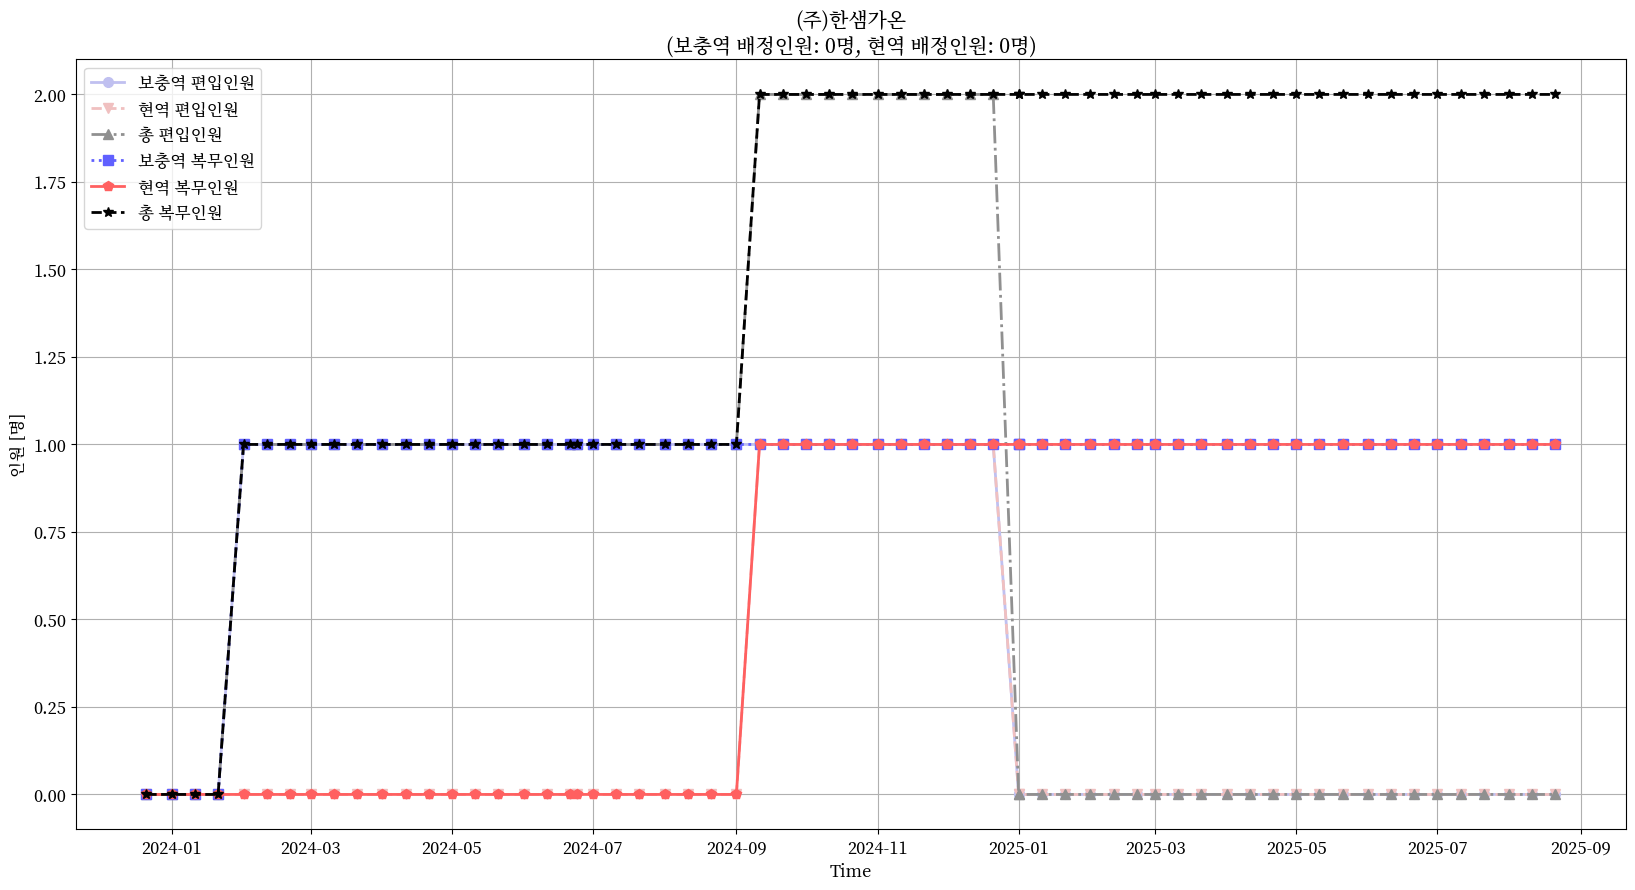 (주)한샘가온
(보충역 배정인원: 0명, 현역 배정인원: 0명)
보충역 편입인원
현역 편입인원
총 편입인원
보충역 복무인원
현역 복무인원
총 복무인원
인원 [명]
2.00
1.75
1.50
1.25
1.00
0.75
0.50
0.25
0.00
2024-01 2024-03 2024-05 2024-07 2024-09 2024-11 2025-01 2025-03 2025-05 2025-07 2025-09
Time